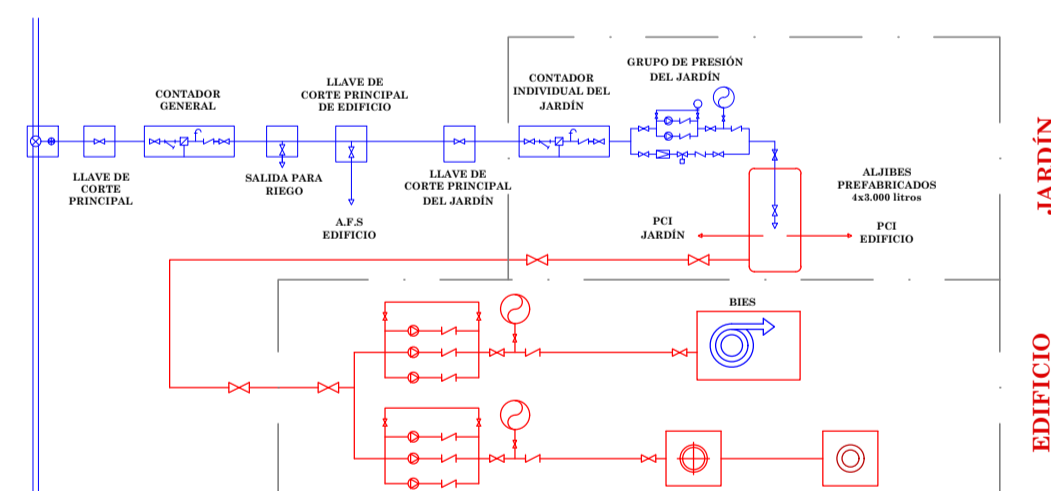 GRUPO DE PRESIÓN
DEL JARDÍN
CONTADOR
INDIVIDUAL DEL
JARDÍN
LLAVE DE
CORTE PRINCIPAL
DE EDIFICIO
CONTADOR
GENERAL
LLAVE DE
CORTE
PRINCIPAL
SALIDA PARA
RIEGO
A.F.S
EDIFICIO
LLAVE DE
CORTE PRINCIPAL
DEL JARDÍN
ALJIBES
PREFABRICADOS
4x3.000 litros
PCI
JARDÍN
PCI
EDIFICIO
JARDÍN
BIES
EDIFICIO